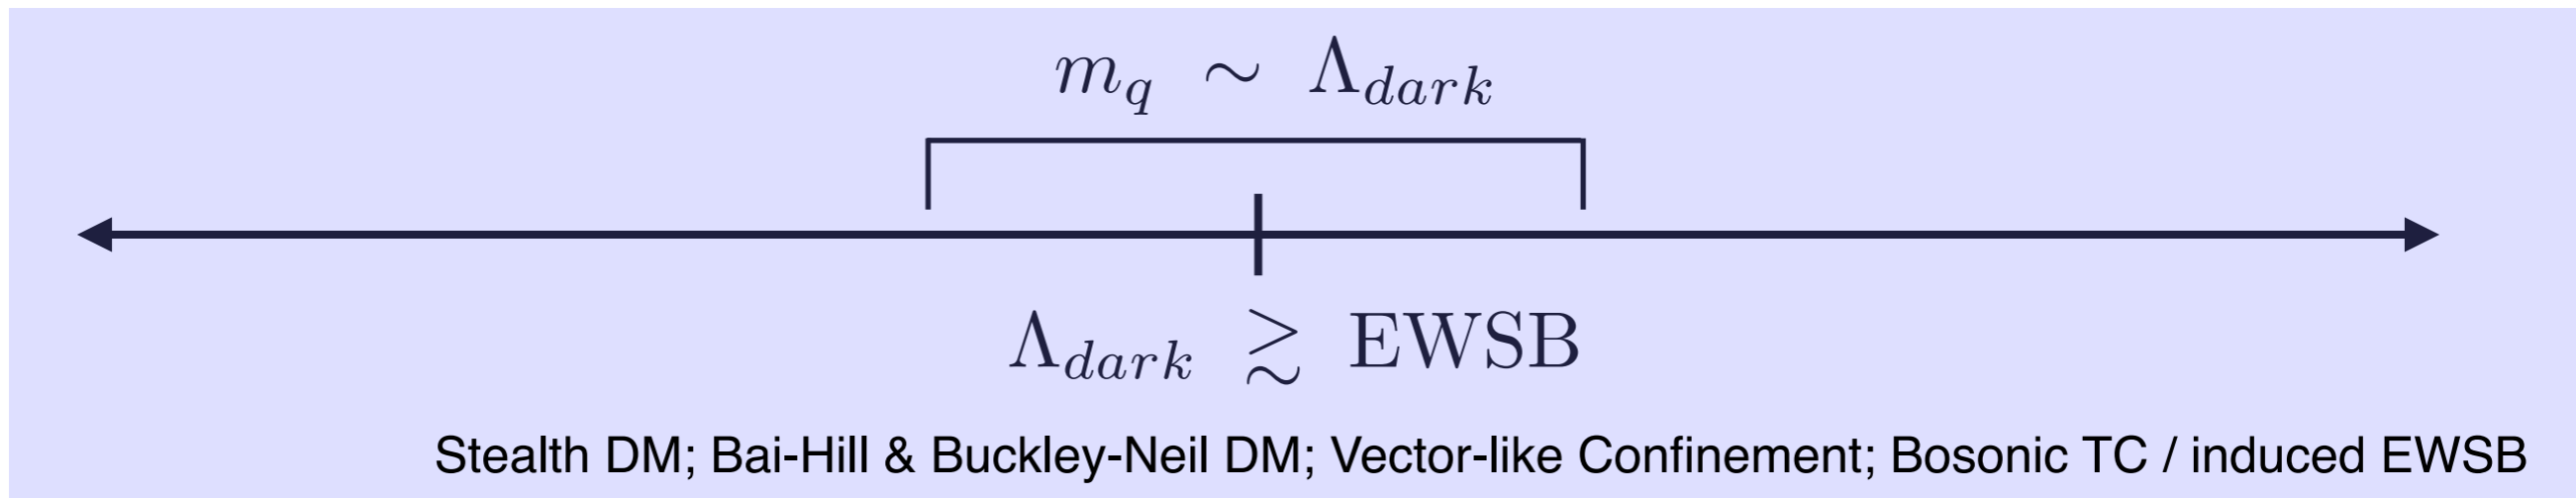 m_q ∼ Λ_dark
Λ_dark ≳ EWSB
Stealth DM; Bai-Hill & Buckley-Neil DM; Vector-like Confinement; Bosonic TC / induced EWSB